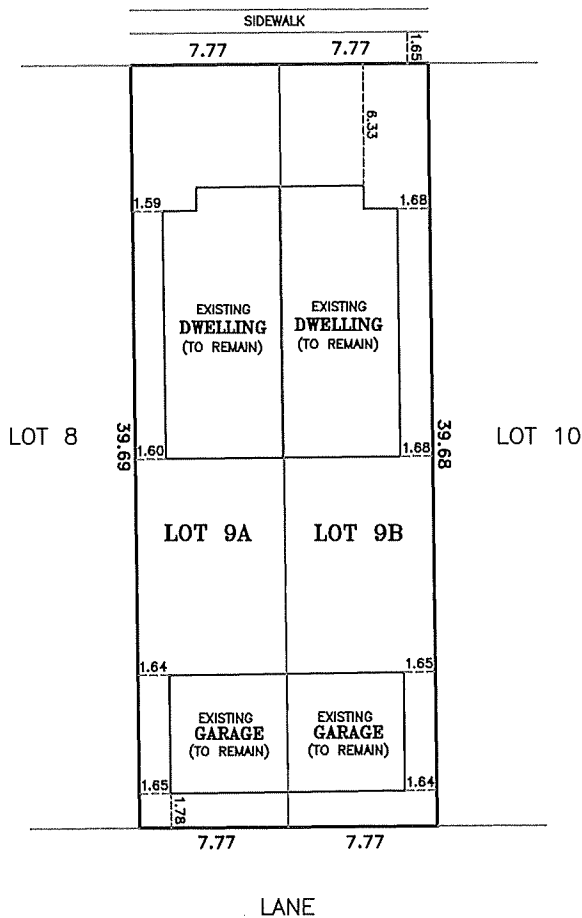 SIDEWALK
7.77
7.77
1.65
6.33
1.59
1.68
EXISTING
DWELLING
(TO REMAIN)
EXISTING
DWELLING
(TO REMAIN)
LOT 8
39.69
39.68
LOT 10
1.60
1.68
LOT 9A
LOT 9B
1.64
1.65
EXISTING
GARAGE
(TO REMAIN)
EXISTING
GARAGE
(TO REMAIN)
1.65
1.64
1.78
7.77
7.77
LANE